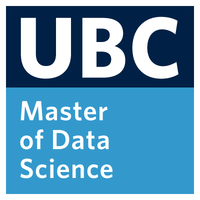 UBC
Master
of Data
Science